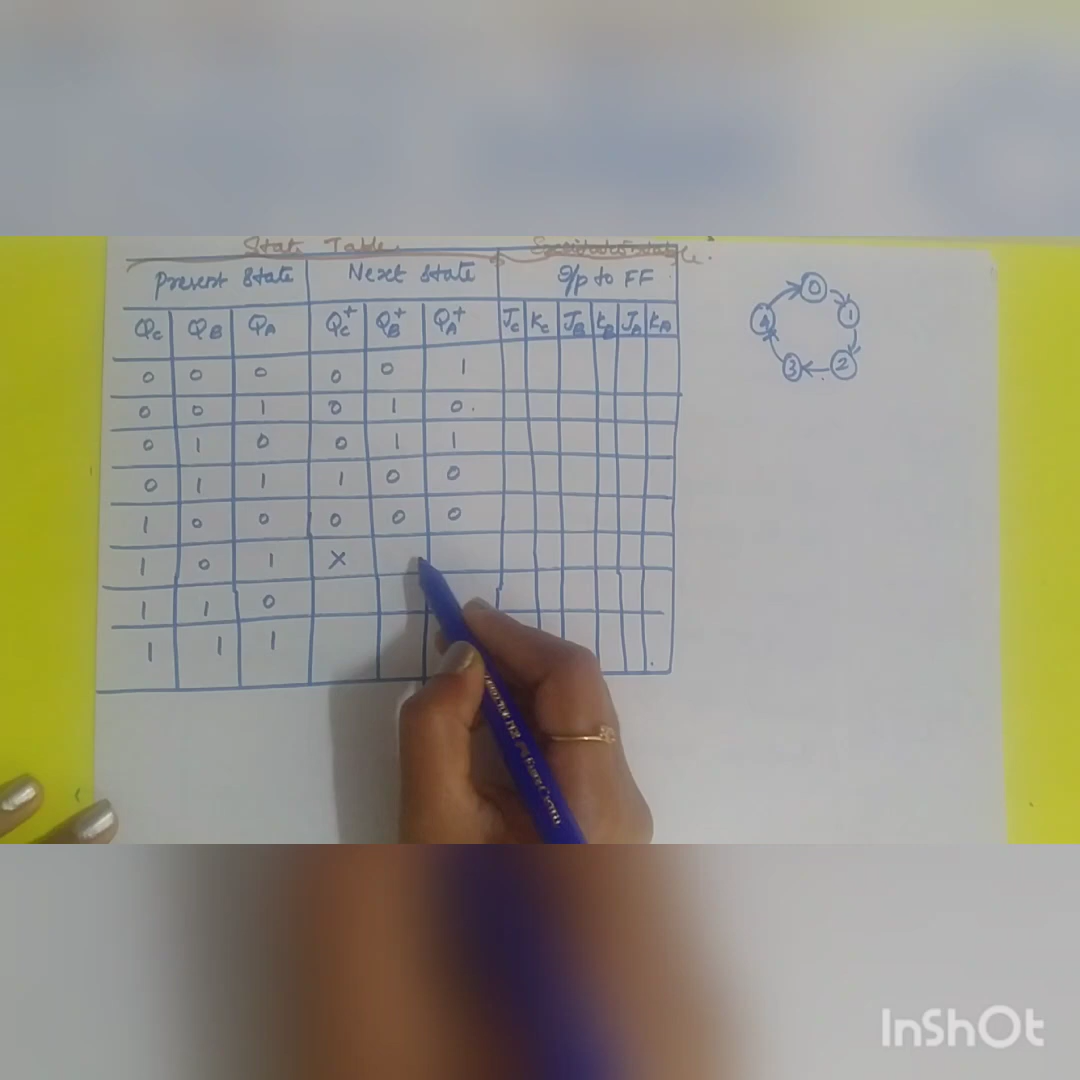 State Table
Present State Next State I/p to FF
Qc QB QA Qc+ QB+ QA+ Jc Kc JB KB JA KA
0 0 0 0 0 1
0 0 1 0 1 0
0 1 0 0 1 1
0 1 1 1 0 0
1 0 0 0 0 0
1 0 1 X
1 1 0
1 1 1
0
1
2
3
4
InShOt